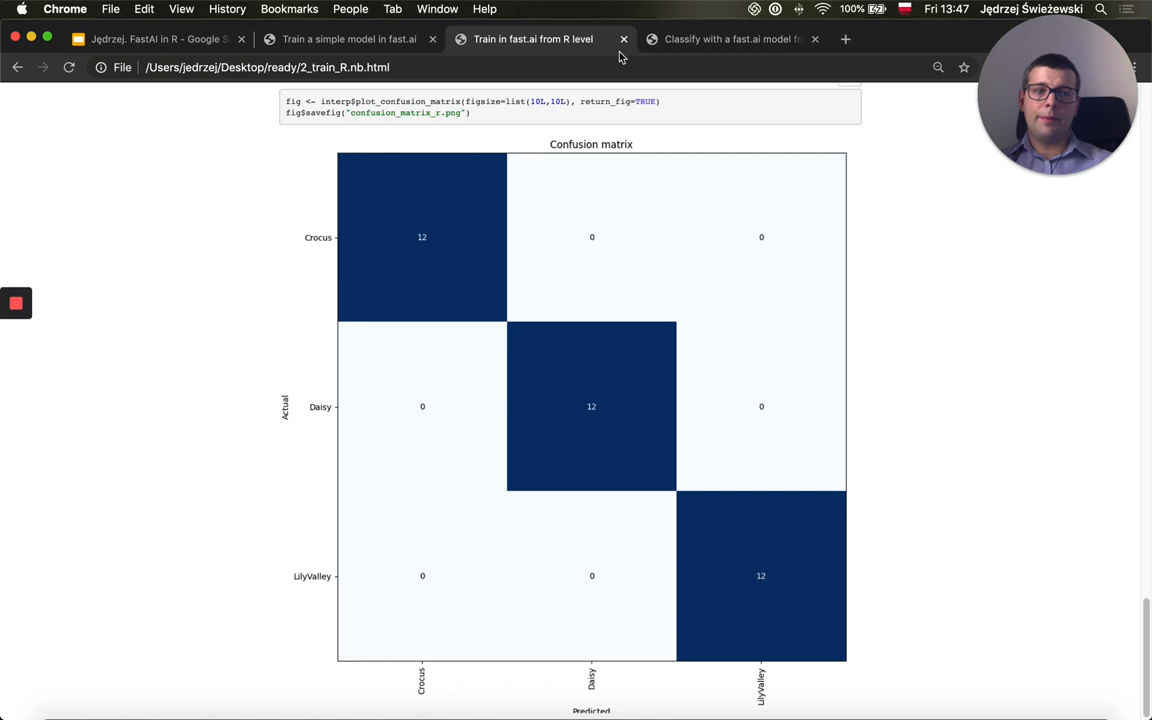 Chrome File Edit View History Bookmarks People Tab Window Help 100% Fri 13:47 Jędrzej Świeżewski
Jędrzej. FastAI in R - Google S
Train a simple model in fast.ai
Train in fast.ai from R level
Classify with a fast.ai model fr
File /Users/jedrzej/Desktop/ready/2_train_R.nb.html
fig <- interp$plot_confusion_matrix(figsize=list(10L,10L), return_fig=TRUE)
fig$savefig("confusion_matrix_r.png")
Confusion matrix
Crocus 12 0 0
Actual
Daisy 0 12 0
LilyValley 0 0 12
Crocus Daisy LilyValley
Predicted